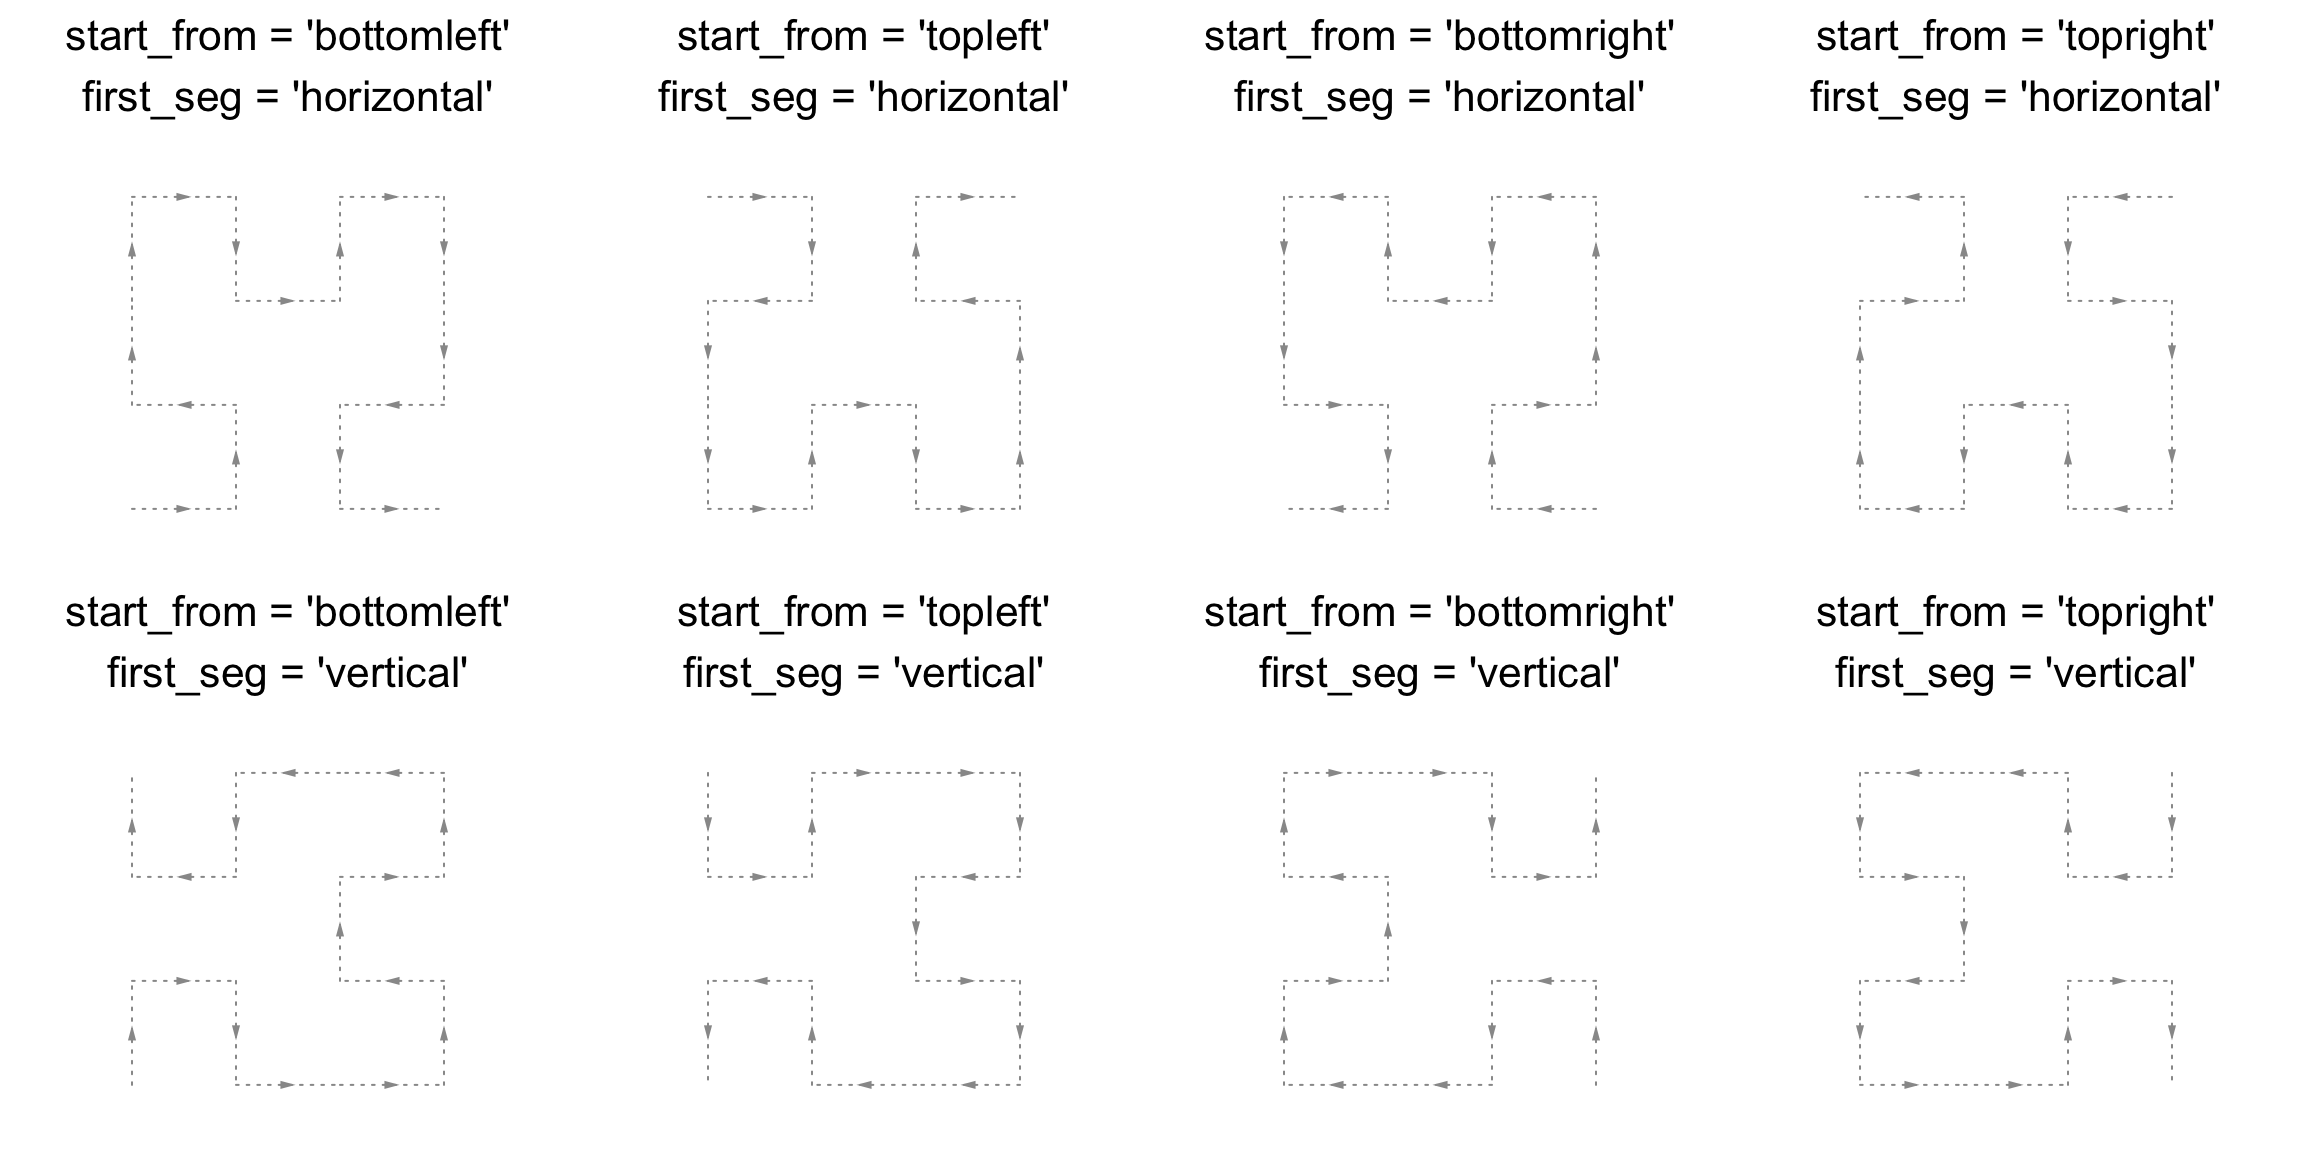 start_from = 'bottomleft'
first_seg = 'horizontal'
start_from = 'topleft'
first_seg = 'horizontal'
start_from = 'bottomright'
first_seg = 'horizontal'
start_from = 'topright'
first_seg = 'horizontal'
start_from = 'bottomleft'
first_seg = 'vertical'
start_from = 'topleft'
first_seg = 'vertical'
start_from = 'bottomright'
first_seg = 'vertical'
start_from = 'topright'
first_seg = 'vertical'